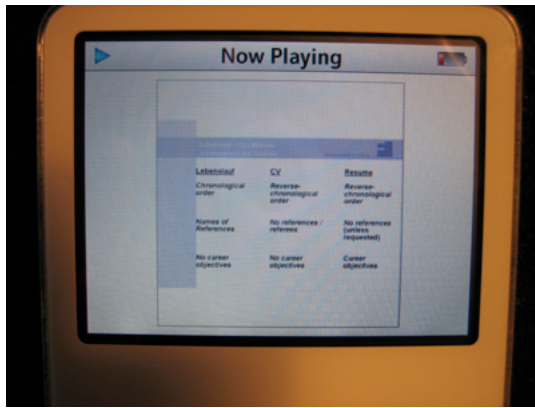 Now Playing
Lebenslauf CV Resume
Chronological Reverse- Reverse-
order chronological chronological
order order
Names of No references / No references
References referees (unless
requested)
No career No career Career
objectives objectives objectives